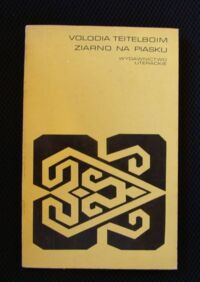 VOLODIA TEITELBOIM
ZIARNO NA PIASKU
WYDAWNICTWO
LITERACKIE